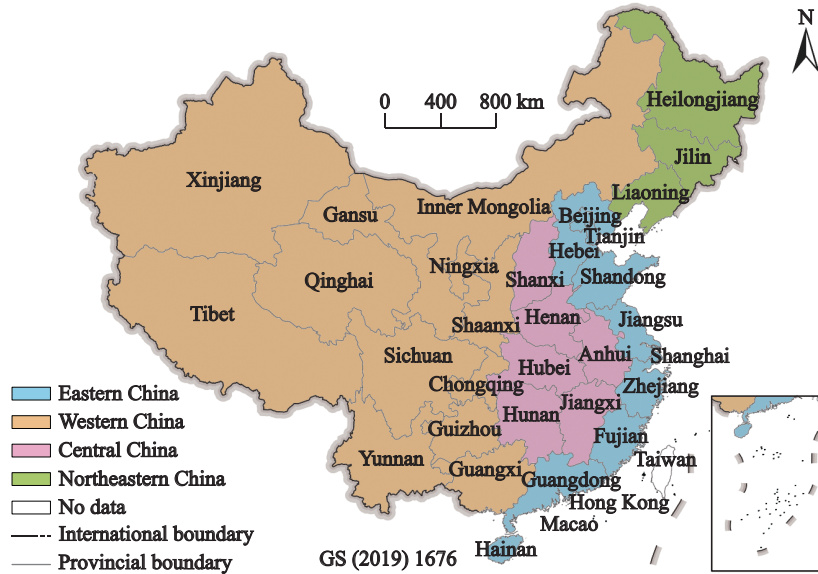 N
0 400 800 km
Heilongjiang
Jilin
Liaoning
Xinjiang
Gansu
Inner Mongolia
Beijing
Tianjin
Hebei
Ningxia
Qinghai
Shanxi
Shandong
Tibet
Shaanxi
Henan
Jiangsu
Sichuan
Anhui
Shanghai
Hubei
Chongqing
Zhejiang
Hunan
Jiangxi
Guizhou
Fujian
Yunnan
Guangxi
Taiwan
Guangdong
Hong Kong
Macao
Hainan
Eastern China
Western China
Central China
Northeastern China
No data
International boundary
Provincial boundary
GS (2019) 1676